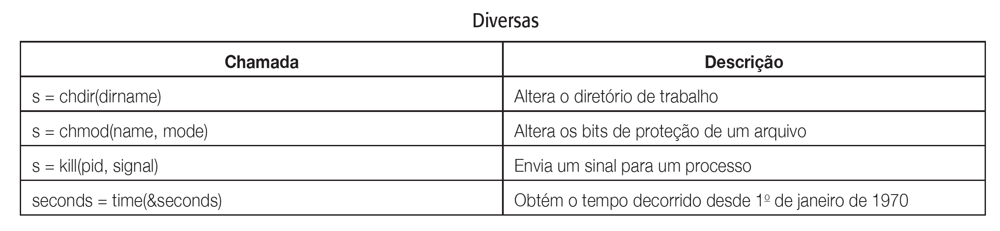 Diversas
Chamada Descrição
s = chdir(dirname) Altera o diretório de trabalho
s = chmod(name, mode) Altera os bits de proteção de um arquivo
s = kill(pid, signal) Envia um sinal para um processo
seconds = time(&seconds) Obtém o tempo decorrido desde 1º de janeiro de 1970